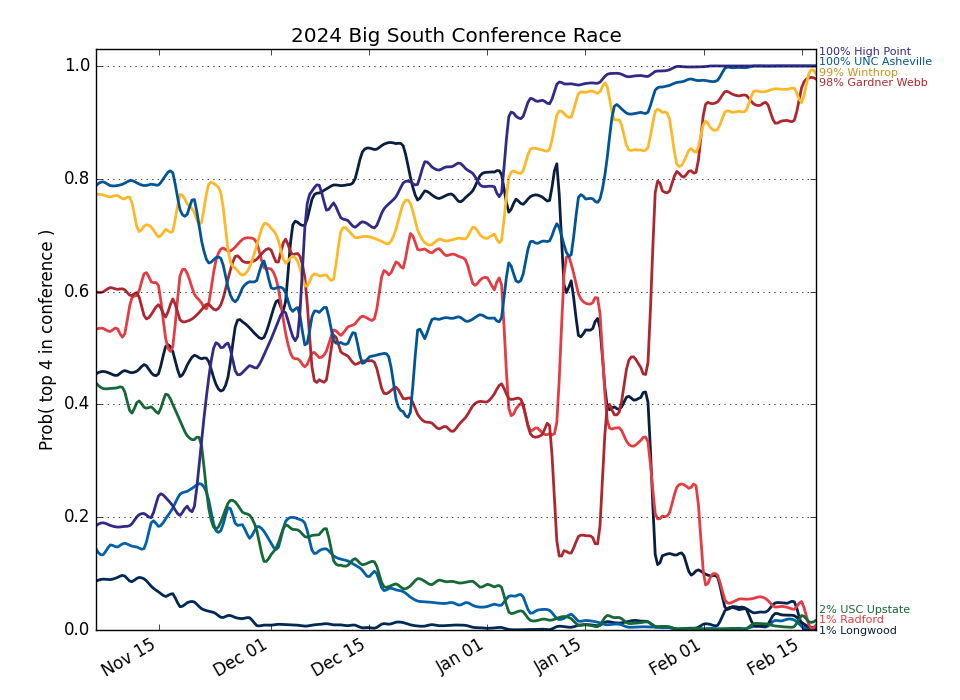 2024 Big South Conference Race
Prob( top 4 in conference )
1.0
0.8
0.6
0.4
0.2
0.0
Nov 15
Dec 01
Dec 15
Jan 01
Jan 15
Feb 01
Feb 15
100% High Point
100% UNC Asheville
99% Winthrop
98% Gardner Webb
2% USC Upstate
1% Radford
1% Longwood